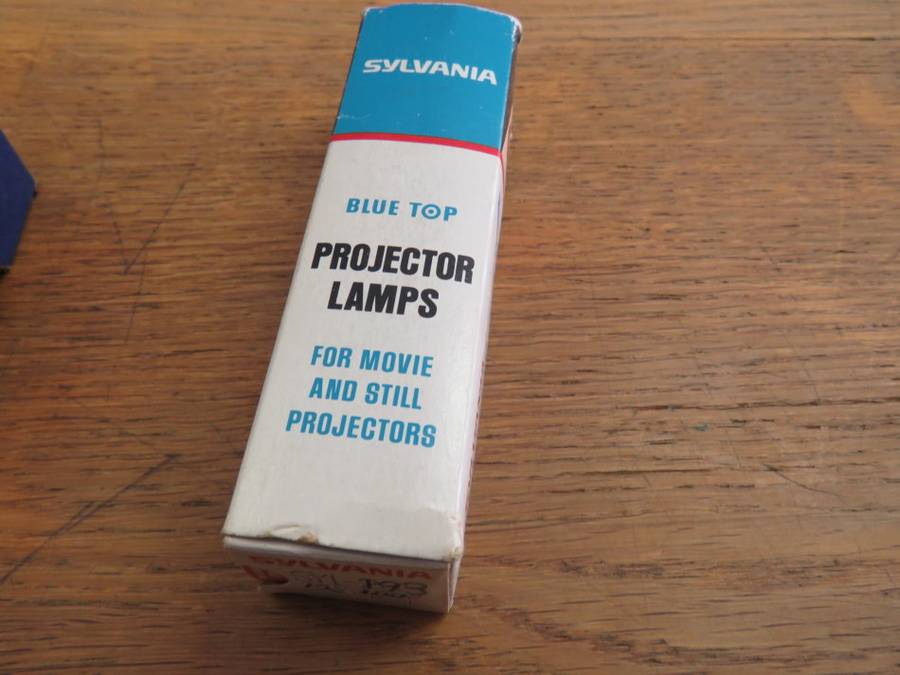 SYLVANIA
BLUE TOP
PROJECTOR
LAMPS
FOR MOVIE
AND STILL
PROJECTORS
SYLVANIA